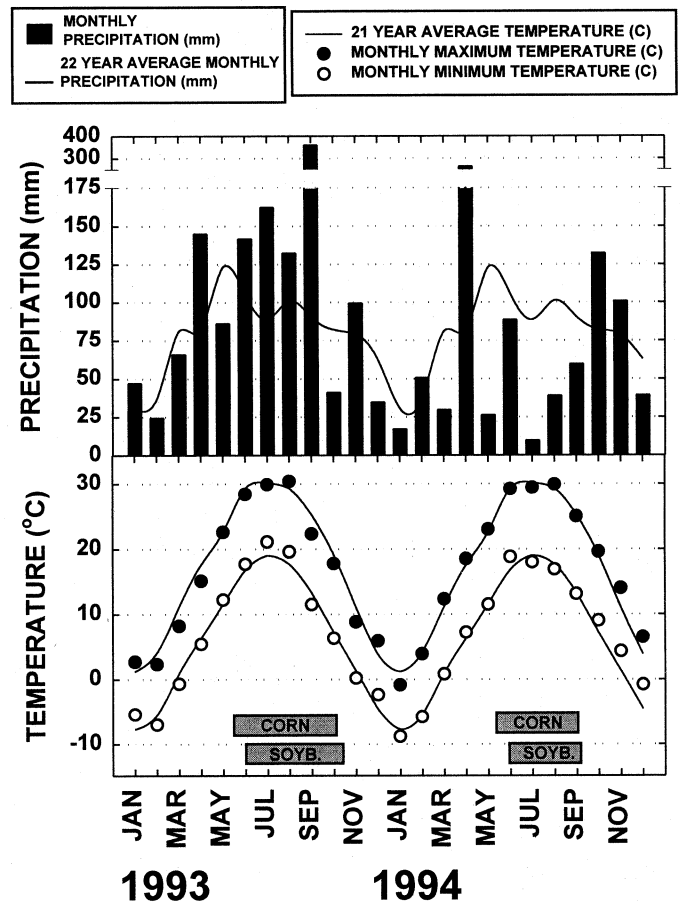 MONTHLY
PRECIPITATION (mm)
22 YEAR AVERAGE MONTHLY
PRECIPITATION (mm)
21 YEAR AVERAGE TEMPERATURE (C)
MONTHLY MAXIMUM TEMPERATURE (C)
MONTHLY MINIMUM TEMPERATURE (C)
PRECIPITATION (mm)
400
300
175
150
125
100
75
50
25
0
TEMPERATURE (°C)
30
20
10
0
-10
CORN
SOYB.
CORN
SOYB.
JAN MAR MAY JUL SEP NOV JAN MAR MAY JUL SEP NOV
1993 1994